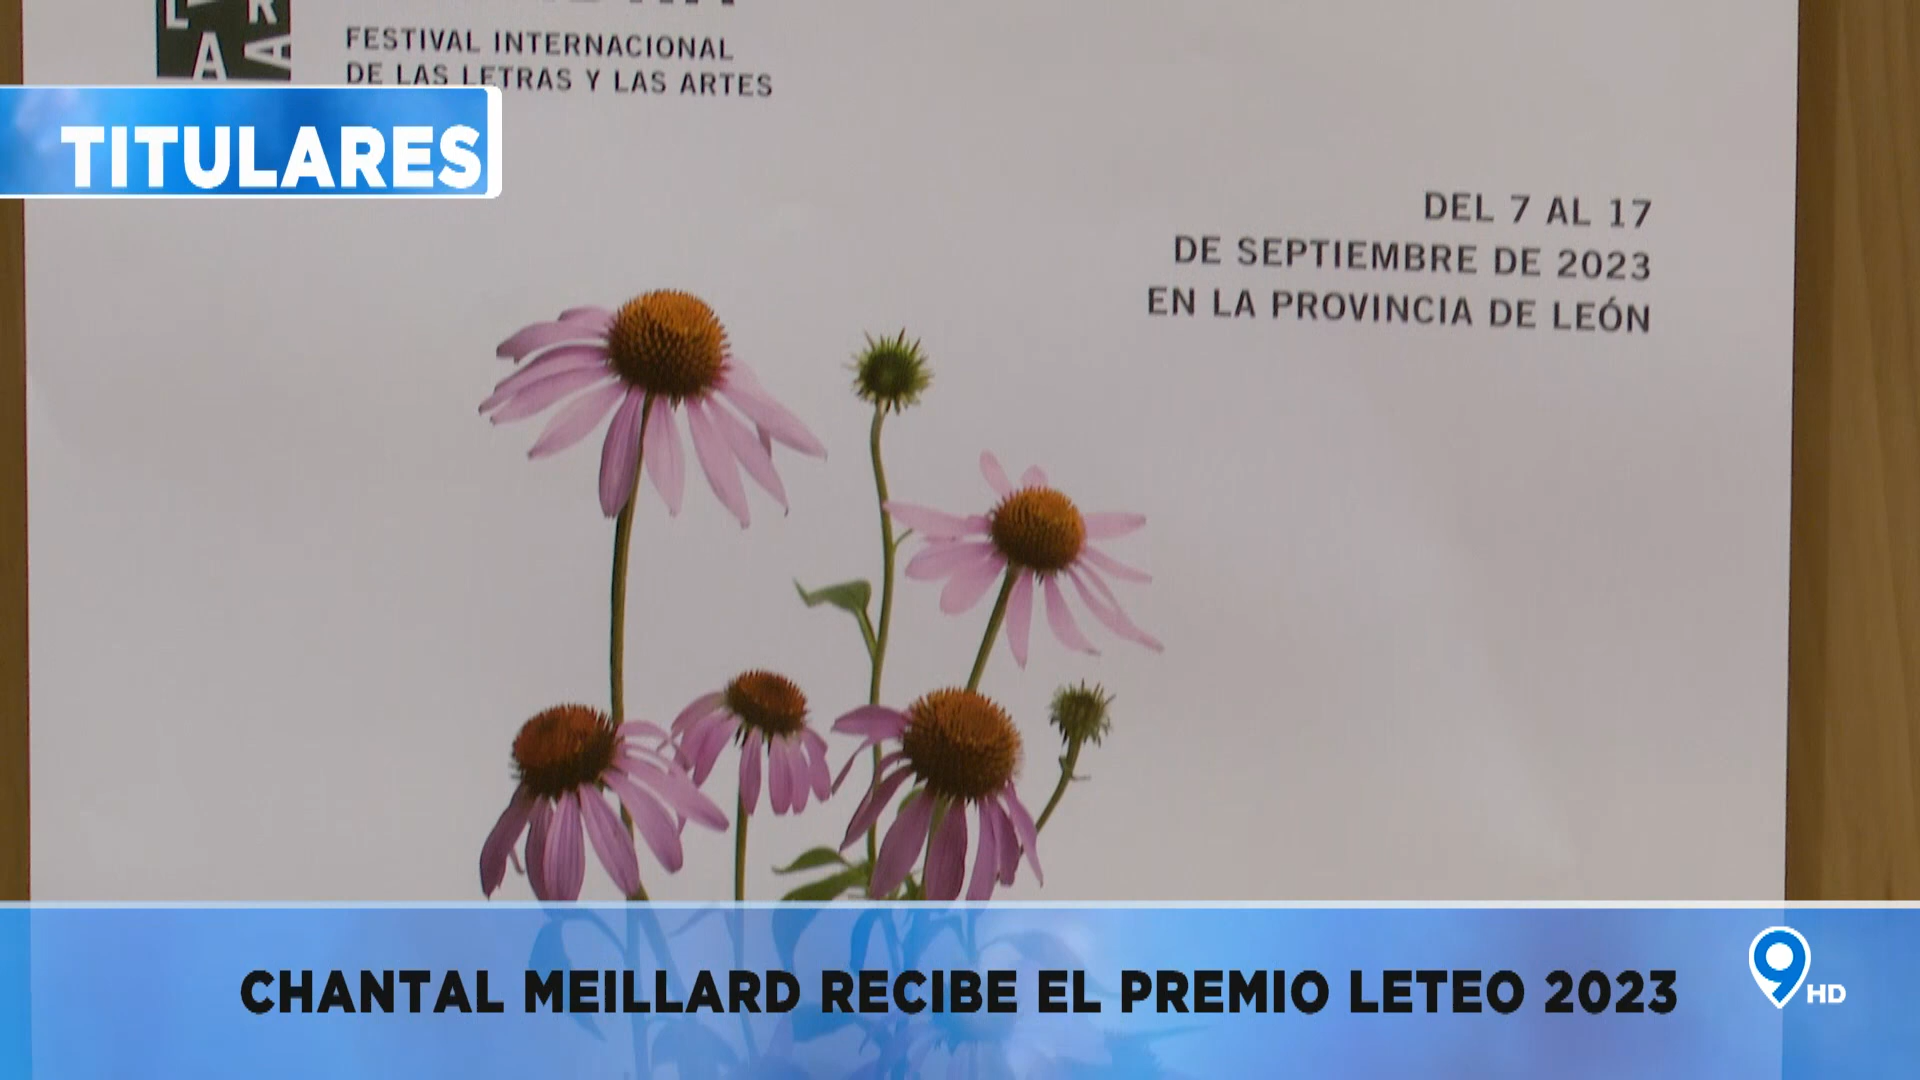 FESTIVAL INTERNACIONAL
DE LAS LETRAS Y LAS ARTES
TITULARES
DEL 7 AL 17
DE SEPTIEMBRE DE 2023
EN LA PROVINCIA DE LEÓN
CHANTAL MEILLARD RECIBE EL PREMIO LETEO 2023
9 HD